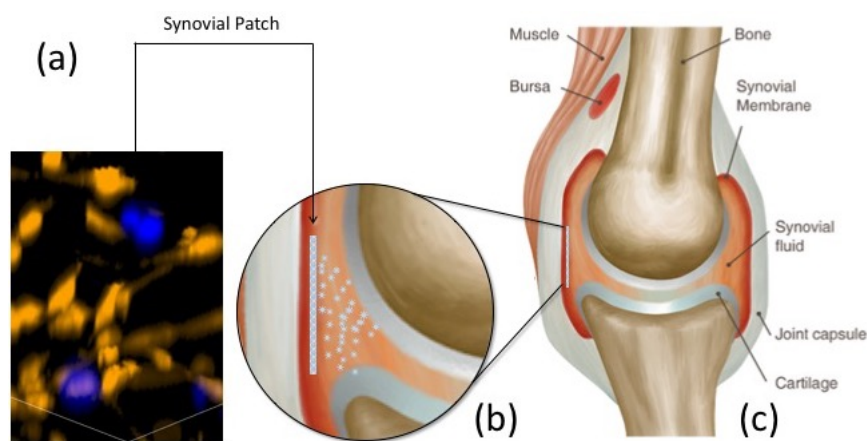 Synovial Patch
(a)
Muscle
Bone
Bursa
Synovial
Membrane
Synovial
fluid
Joint capsule
Cartilage
(b)
(c)